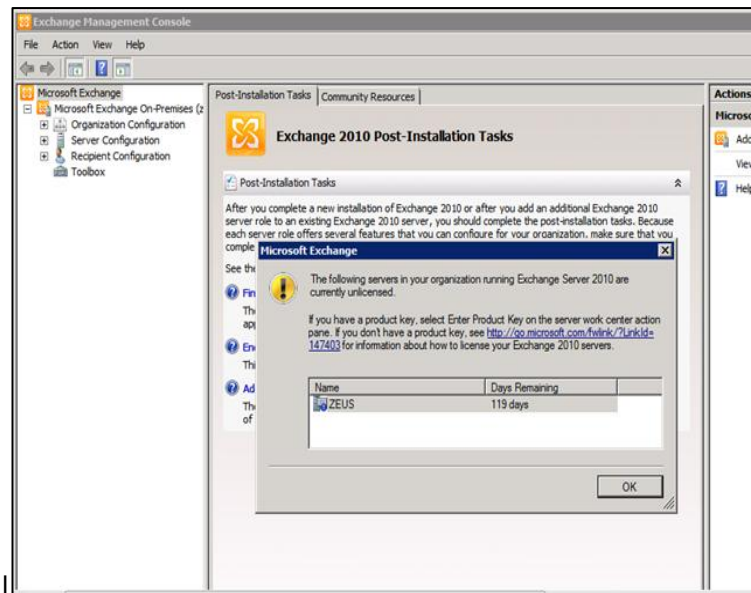 Exchange Management Console
File Action View Help
Microsoft Exchange
Microsoft Exchange On-Premises (z
Organization Configuration
Server Configuration
Recipient Configuration
Toolbox
Post-Installation Tasks Community Resources
Exchange 2010 Post-Installation Tasks
Post-Installation Tasks
After you complete a new installation of Exchange 2010 or after you add an additional Exchange 2010
server role to an existing Exchange 2010 server, you should complete the post-installation tasks. Because
each server role offers several features that you can configure for your organization, make sure that you
comple
See the
Fin
Th
app
En
Thi
Ad
The
of
Microsoft Exchange
The following servers in your organization running Exchange Server 2010 are
currently unlicensed.
If you have a product key, select Enter Product Key on the server work center action
pane. If you don't have a product key, see http://go.microsoft.com/fwlink/?LinkId=
147403 for information about how to license your Exchange 2010 servers.
Name Days Remaining
ZEUS 119 days
OK
Actions
Microso
Add
View
Help